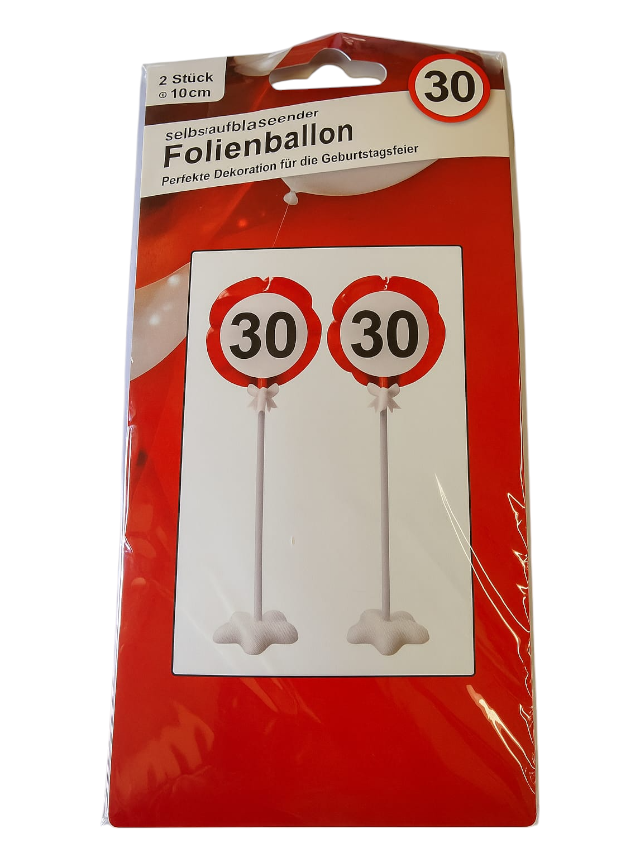 2 Stück
⌀ 10cm
30
selbstaufblaseender
Folienballon
Perfekte Dekoration für die Geburtstagsfeier
30 30